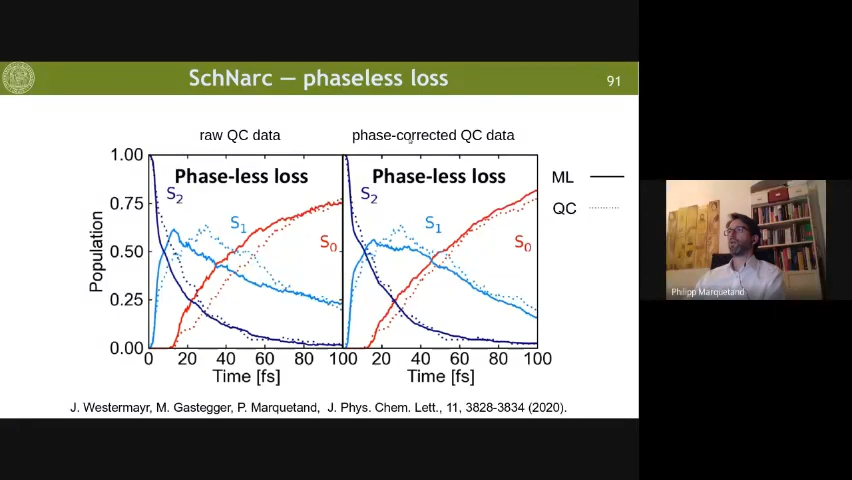 SchNarc — phaseless loss
91
raw QC data
phase-corrected QC data
1.00
0.75
0.50
0.25
0.00
Population
Phase-less loss
S2
S1
S0
Phase-less loss
S2
S1
S0
ML
QC
0 20 40 60 80 100 20 40 60 80 100
Time [fs]
Time [fs]
J. Westermayr, M. Gastegger, P. Marquetand, J. Phys. Chem. Lett., 11, 3828-3834 (2020).
Philipp Marquetand